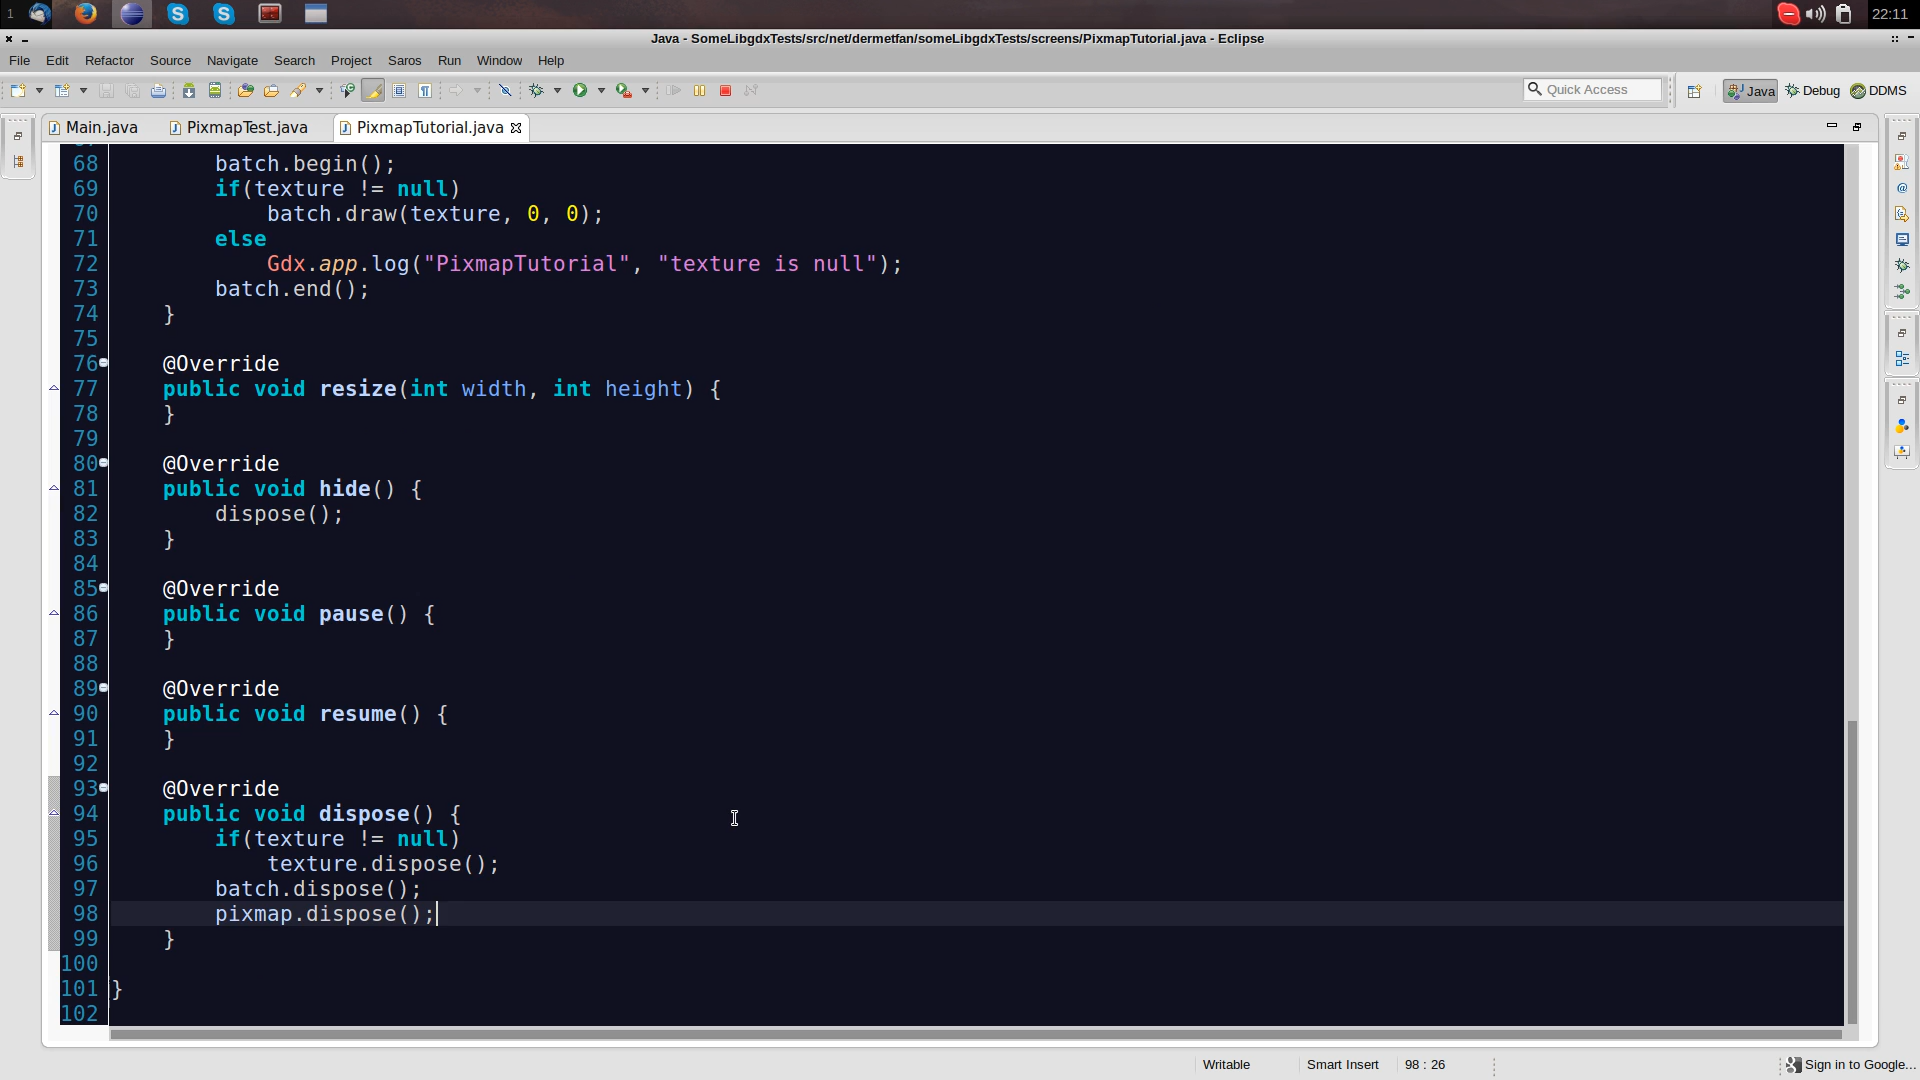 1
22:11
Java - SomeLibgdxTests/src/net/dermetfan/someLibgdxTests/screens/PixmapTutorial.java - Eclipse
File Edit Refactor Source Navigate Search Project Saros Run Window Help
Quick Access
Java Debug DDMS
Main.java PixmapTest.java PixmapTutorial.java
68 batch.begin();
69 if(texture != null)
70 batch.draw(texture, 0, 0);
71 else
72 Gdx.app.log("PixmapTutorial", "texture is null");
73 batch.end();
74 }
75
76 @Override
77 public void resize(int width, int height) {
78 }
79
80 @Override
81 public void hide() {
82 dispose();
83 }
84
85 @Override
86 public void pause() {
87 }
88
89 @Override
90 public void resume() {
91 }
92
93 @Override
94 public void dispose() {
95 if(texture != null)
96 texture.dispose();
97 batch.dispose();
98 pixmap.dispose();
99 }
100
101 }
102
Writable Smart Insert 98 : 26 Sign in to Google...